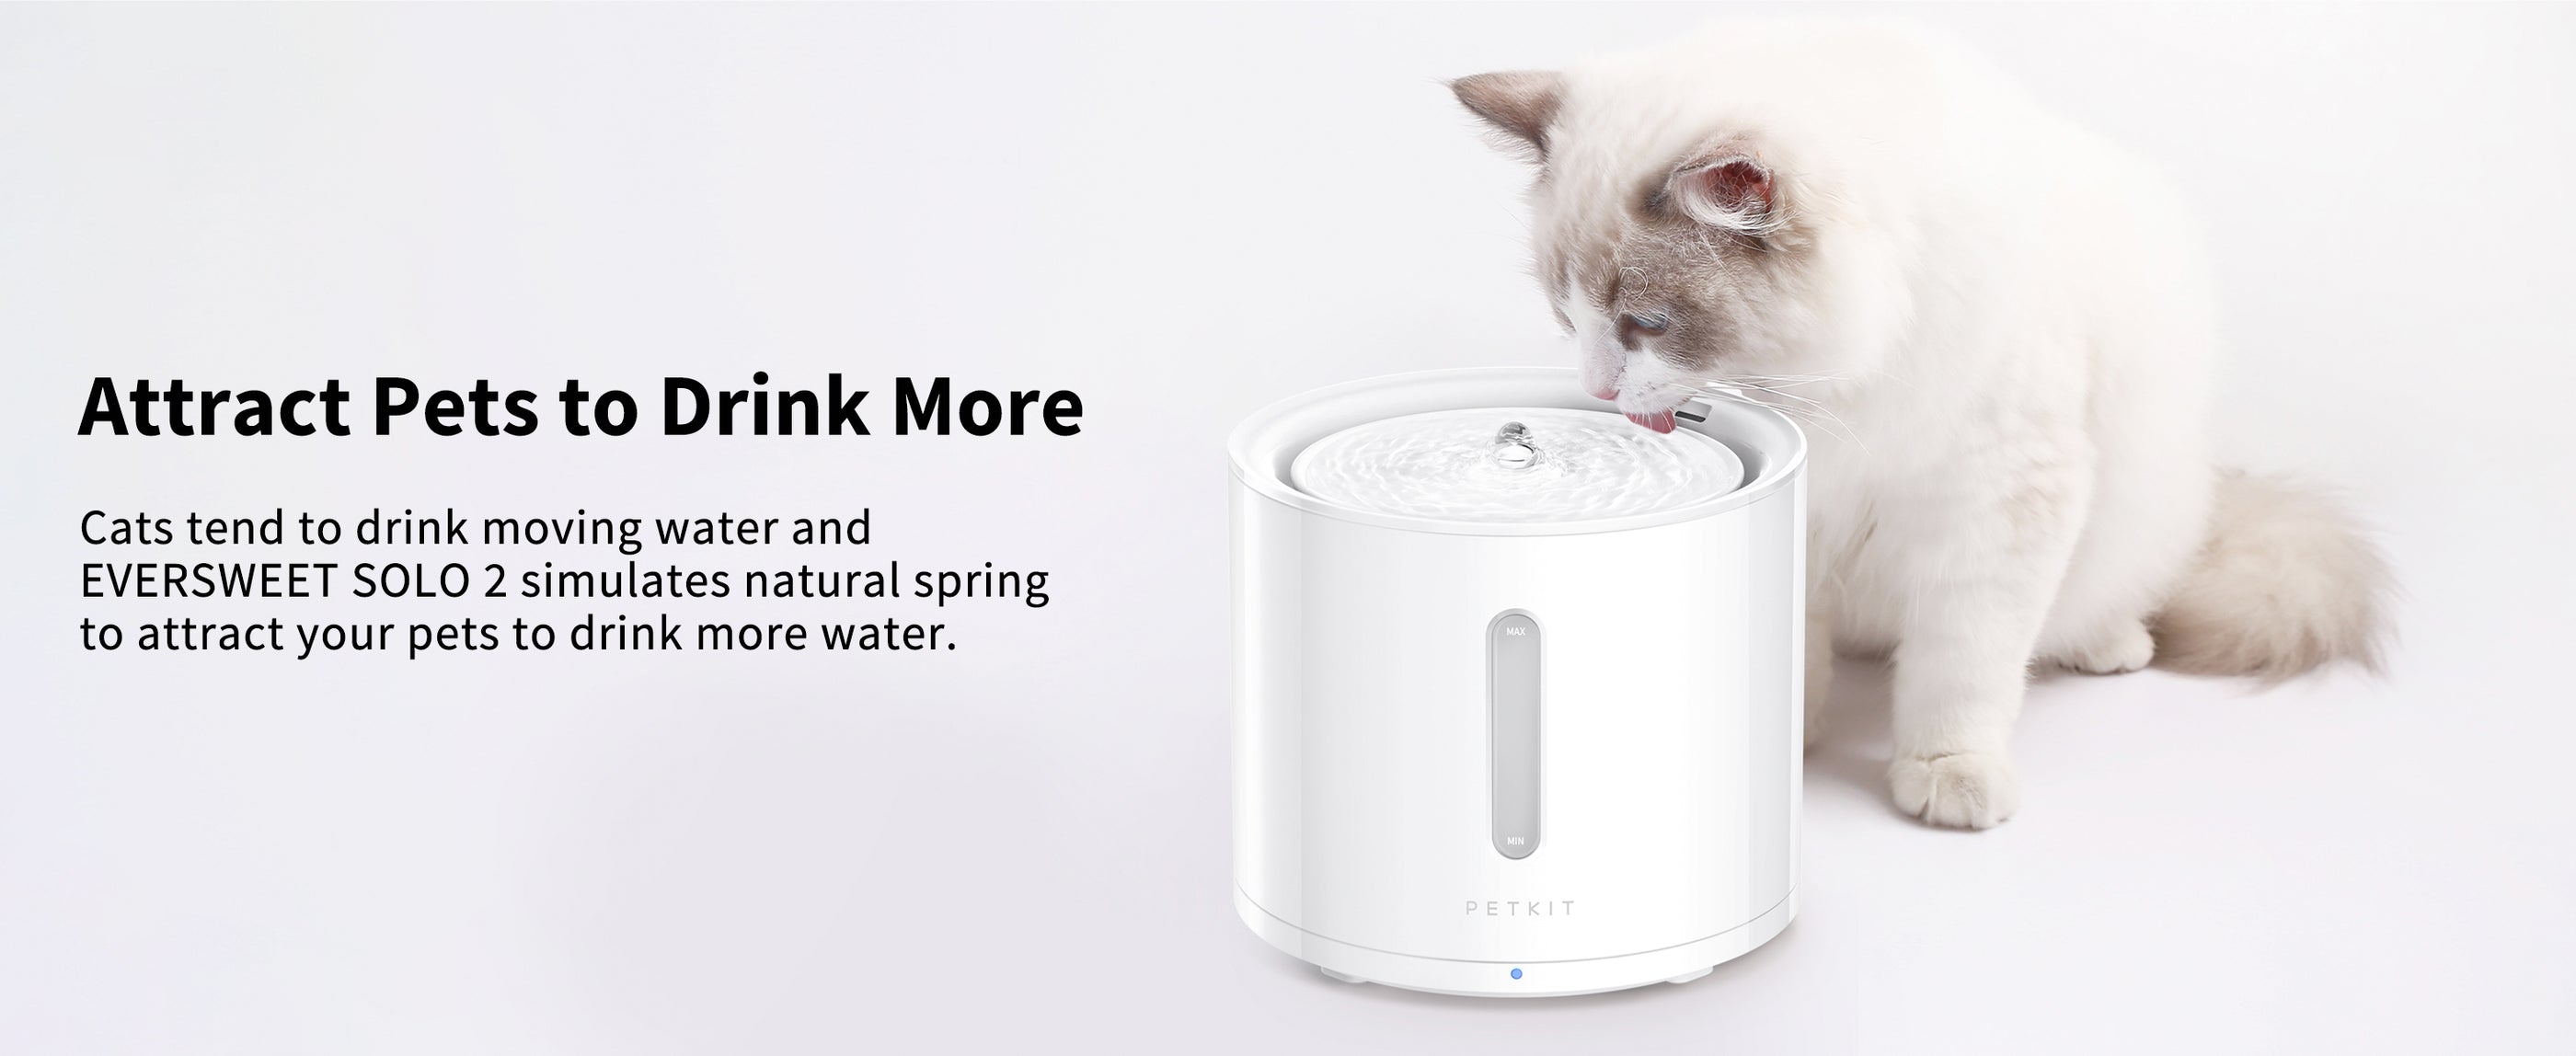 Attract Pets to Drink More
Cats tend to drink moving water and
EVERSWEET SOLO 2 simulates natural spring
to attract your pets to drink more water.
MAX
MIN
PETKIT